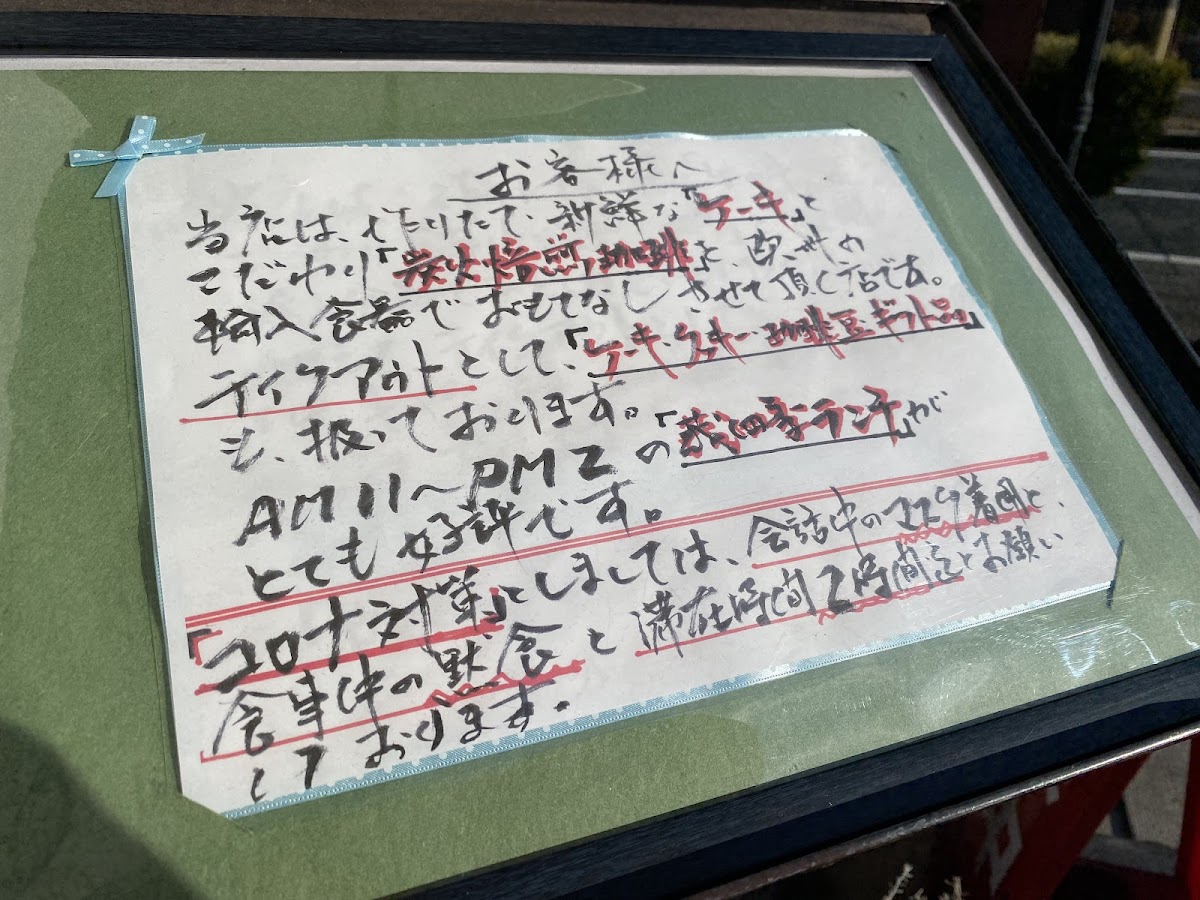 お客様へ
当店は、作りたて、新鮮な「ケーキ」と
こだわり「炭火焙煎珈琲」を、欧州の
輸入食器でおもてなしさせて頂く店です。
テイクアウトとして、「ケーキ・クッキー・珈琲豆・ギフト品」
も、扱っております。
AM11〜PM2の「四季ランチ」が
とても好評です。
「コロナ対策」としましては、会話中のマスク着用と、
食事中の黙食と滞在時間2時間をお願い
しております。